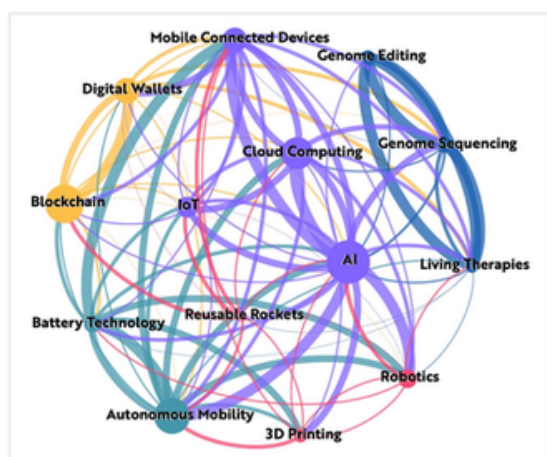 Mobile Connected Devices
Genome Editing
Digital Wallets
Genome Sequencing
Cloud Computing
Blockchain
IoT
AI
Living Therapies
Reusable Rockets
Battery Technology
Robotics
Autonomous Mobility
3D Printing